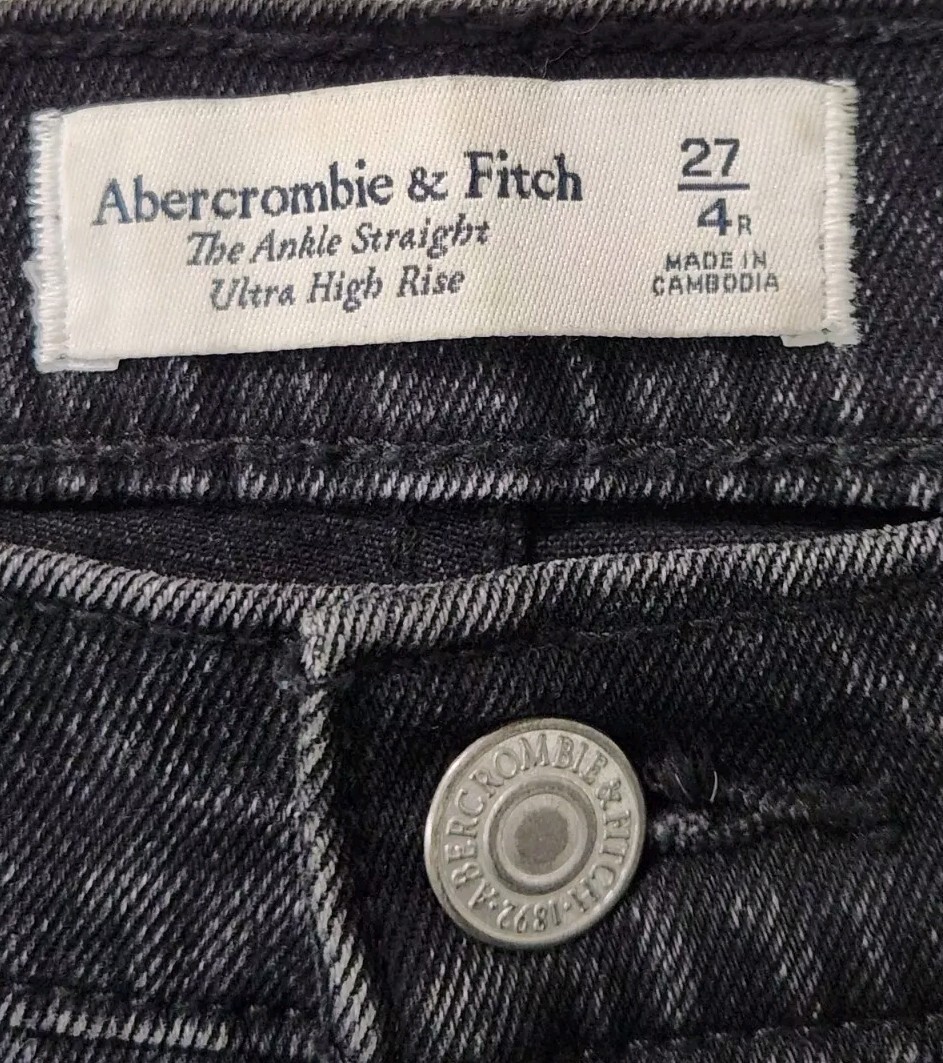 Abercrombie & Fitch
The Ankle Straight
Ultra High Rise
27
4R
MADE IN
CAMBODIA
ABERCROMBIE & FITCH · 1892 ·